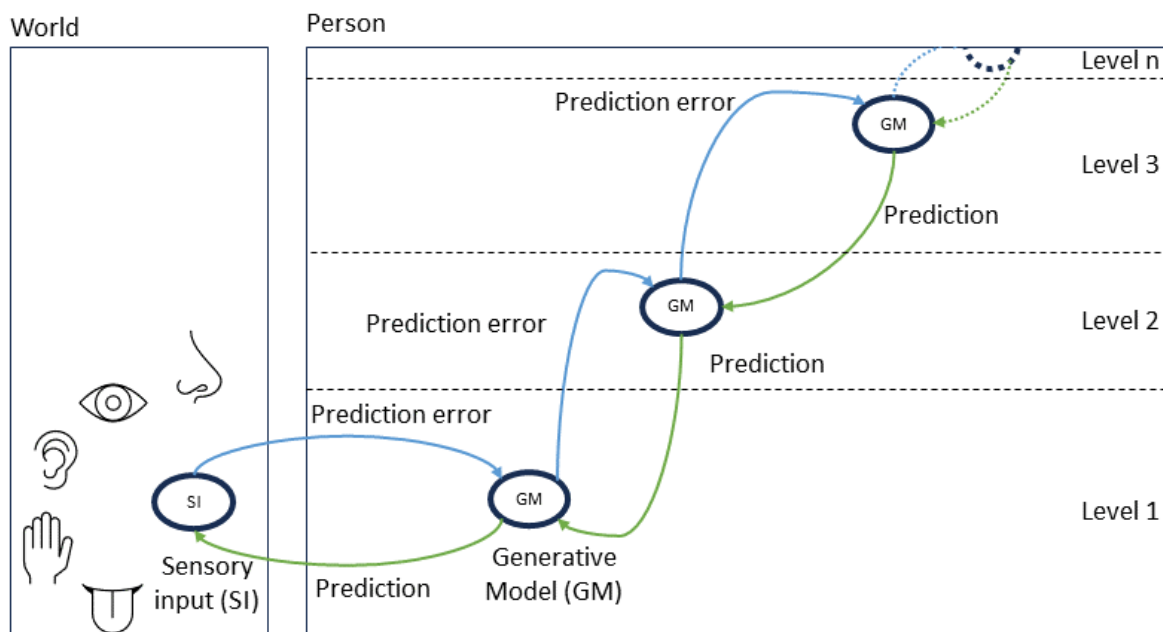 World
Person
Level n
Prediction error
GM
Level 3
Prediction
GM
Level 2
Prediction error
Prediction
Prediction error
SI
GM
Level 1
Sensory
input (SI)
Prediction
Generative
Model (GM)